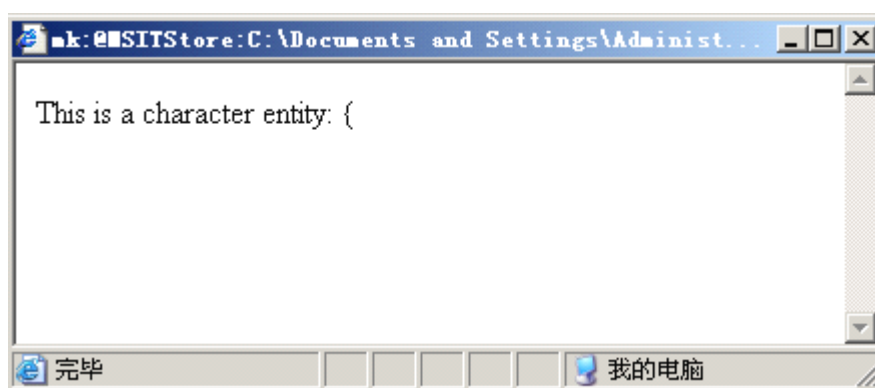 mk:@MSITStore:C:\Documents and Settings\Administ...
This is a character entity: {
完毕
我的电脑